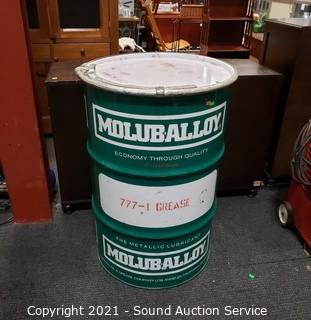 MOLUBALLOY
ECONOMY THROUGH QUALITY
777-1 GREASE
THE METALLIC LUBRICANT
MOLUBALLOY
Copyright 2021 - Sound Auction Service